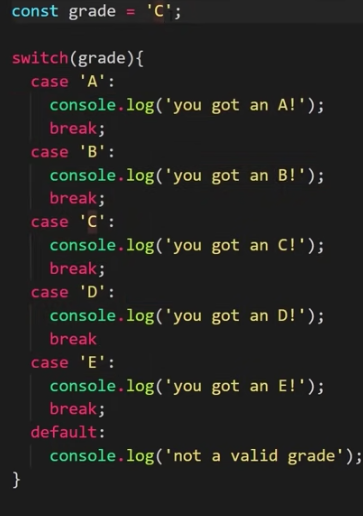 const grade = 'C';
switch(grade){
case 'A':
console.log('you got an A!');
break;
case 'B':
console.log('you got an B!');
break;
case 'C':
console.log('you got an C!');
break;
case 'D':
console.log('you got an D!');
break
case 'E':
console.log('you got an E!');
break;
default:
console.log('not a valid grade');
}